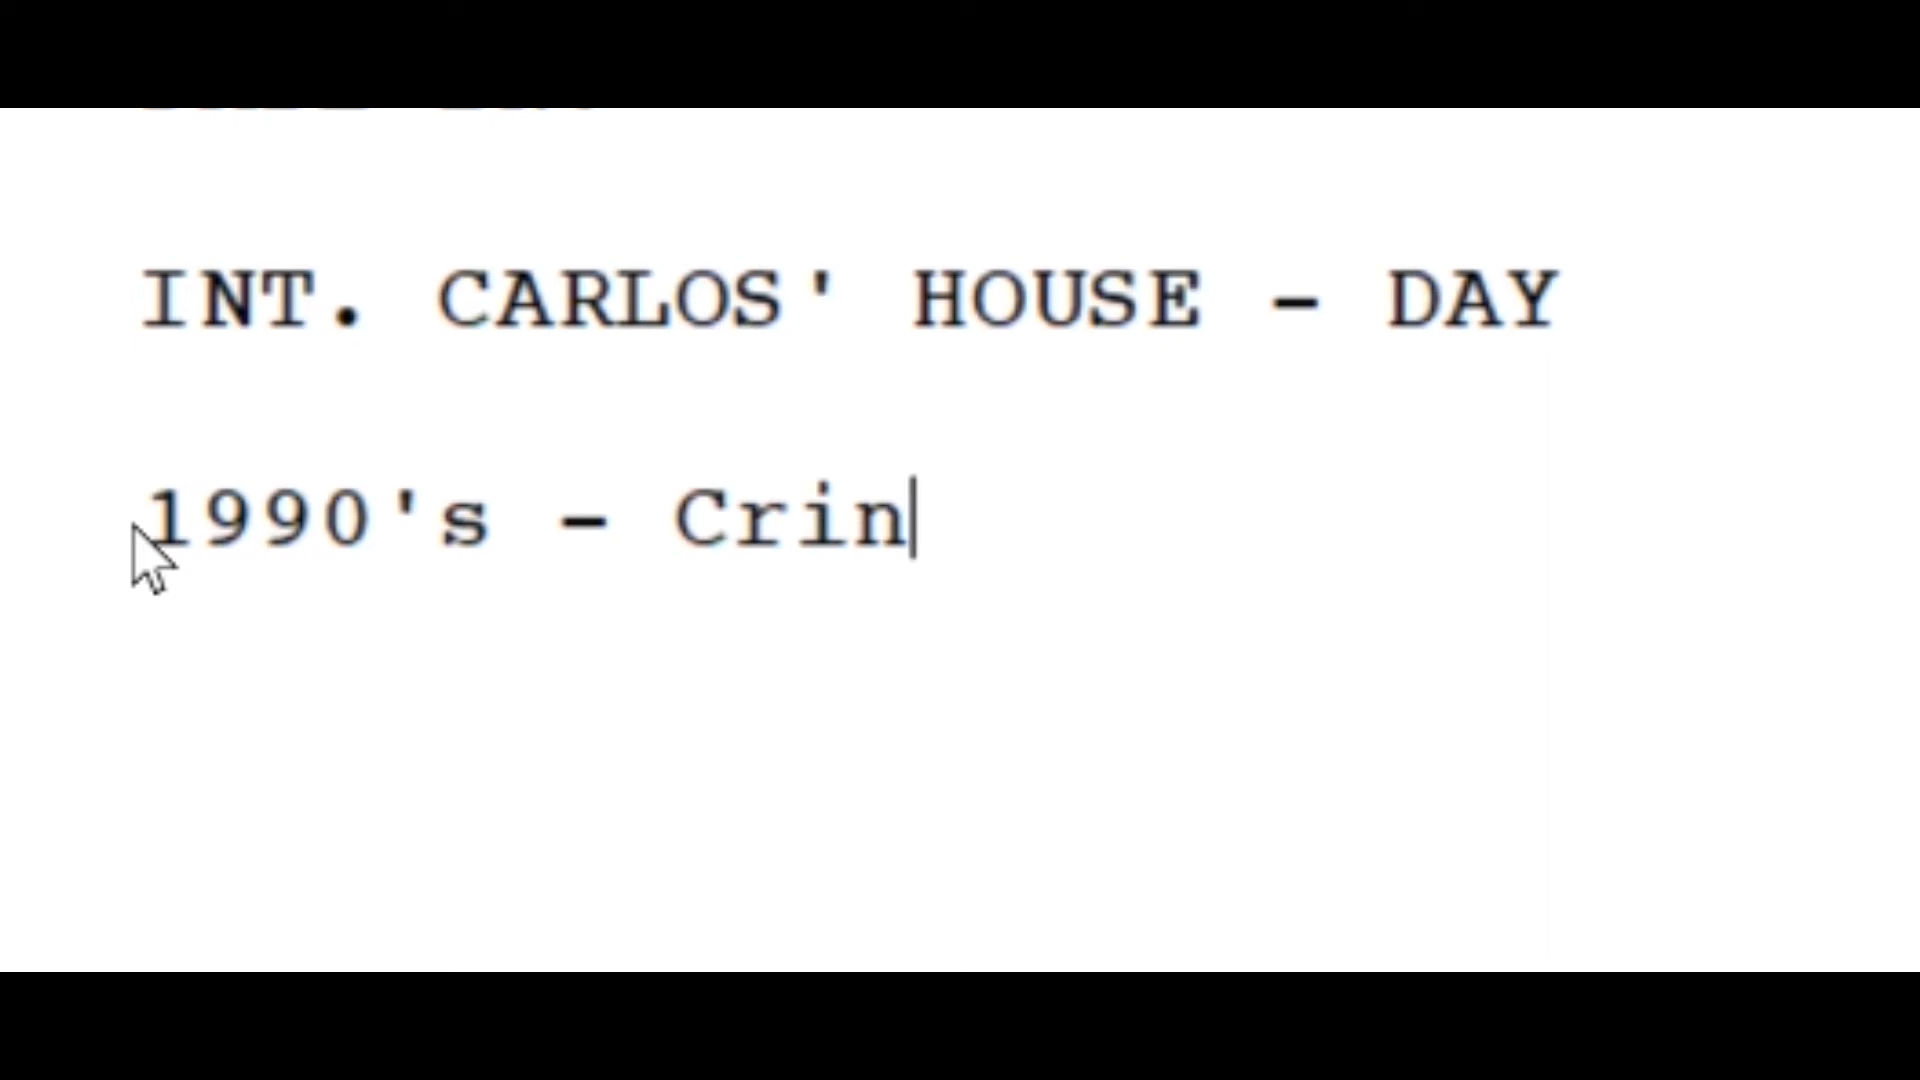 INT. CARLOS' HOUSE - DAY
1990's - Crin